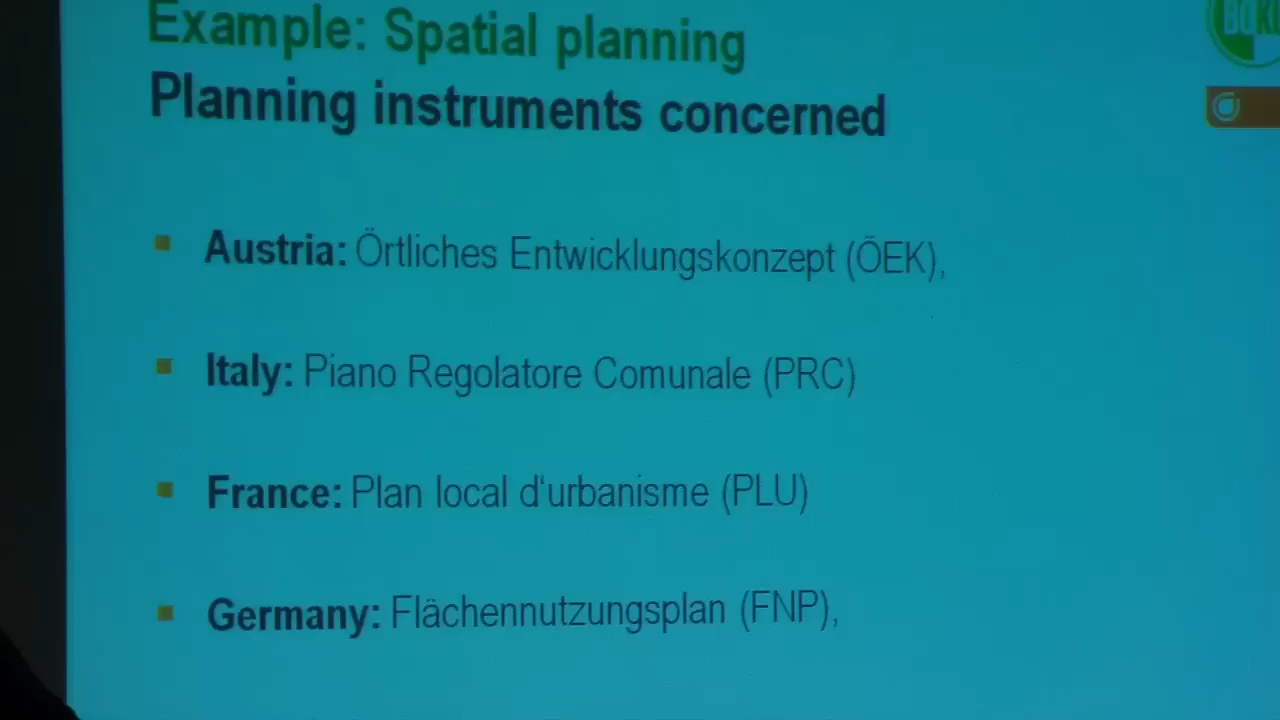 Example: Spatial planning
Planning instruments concerned
Austria: Örtliches Entwicklungskonzept (ÖEK),
Italy: Piano Regolatore Comunale (PRC)
France: Plan local d‘urbanisme (PLU)
Germany: Flächennutzungsplan (FNP),